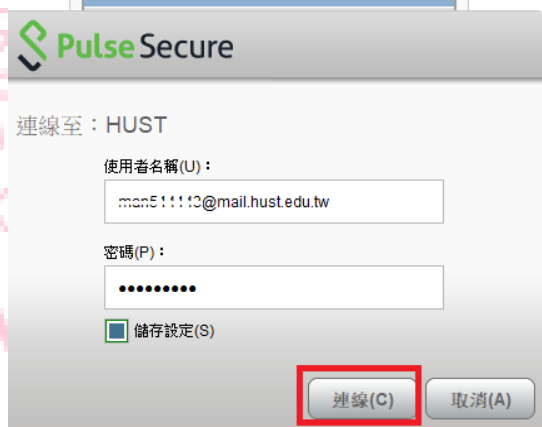 Pulse Secure
連線至：HUST
使用者名稱(U)：
@mail.hust.edu.tw
密碼(P)：
•••••••••
儲存設定(S)
連線(C)
取消(A)